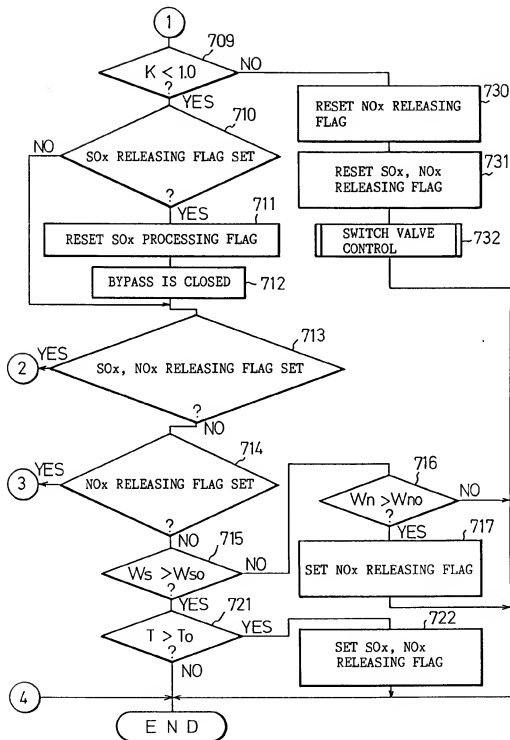 1
709
K < 1.0
?
NO
YES
710
730
RESET NOx RELEASING
FLAG
NO
SOx RELEASING FLAG SET
?
YES
711
731
RESET SOx, NOx
RELEASING FLAG
RESET SOx PROCESSING FLAG
SWITCH VALVE
CONTROL
732
BYPASS IS CLOSED
712
713
YES
2
SOx, NOx RELEASING FLAG SET
?
NO
714
YES
3
NOx RELEASING FLAG SET
?
NO
716
Wn > Wno
?
NO
YES
717
715
Ws > Wso
?
NO
YES
SET NOx RELEASING FLAG
721
T > To
?
YES
NO
722
SET SOx, NOx
RELEASING FLAG
4
END